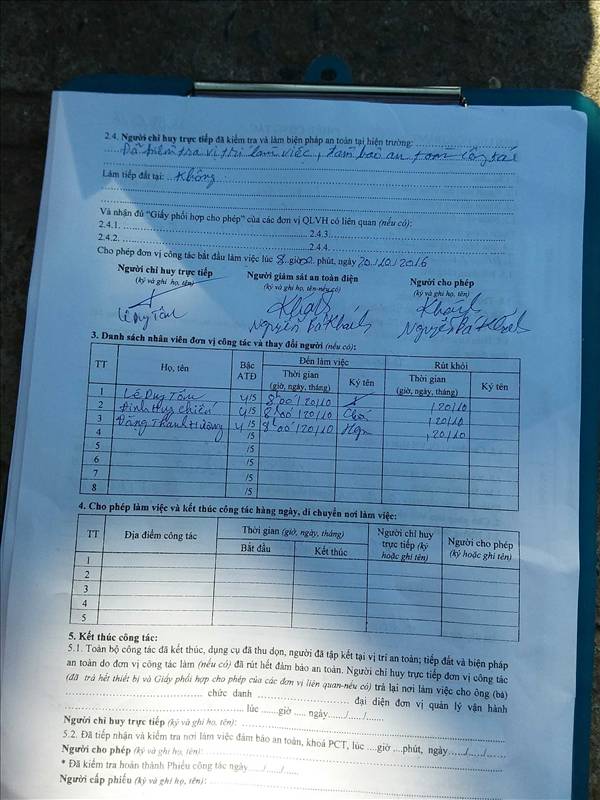 2.4. Người chỉ huy trực tiếp đã kiểm tra và làm biện pháp an toàn tại hiện trường:
Đã kiểm tra vị trí làm việc, đảm bảo an toàn công tác
Làm tiếp đất tại: Không
Và nhận đủ "Giấy phối hợp cho phép" của các đơn vị QLVH có liên quan (nếu có):
2.4.1. 2.4.3.
2.4.2. 2.4.4.
Cho phép đơn vị công tác bắt đầu làm việc lúc 8 giờ 00 phút, ngày 20/10/2016
Người chỉ huy trực tiếp Người giám sát an toàn điện Người cho phép
(ký và ghi họ, tên) (ký và ghi họ, tên-nếu có) (ký và ghi họ, tên)
Lê Duy Tôn Nguyễn Bá Khánh Nguyễn Bá Khánh
3. Danh sách nhân viên đơn vị công tác và thay đổi người (nếu có):
TT Họ, tên Bậc ATĐ Đến làm việc Rút khỏi
Thời gian (giờ, ngày, tháng) Ký tên Thời gian (giờ, ngày, tháng) Ký tên
1 Lê Duy Tôn 4/5 8h00' 20/10 , 20/10
2 Đinh Huy Chiến 4/5 8h00' 20/10 , 20/10
3 Đặng Thanh Hương 4/5 8h00' 20/10 , 20/10
4 /5
5 /5
6 /5
7 /5
8 /5
4. Cho phép làm việc và kết thúc công tác hàng ngày, di chuyển nơi làm việc:
TT Địa điểm công tác Thời gian (giờ, ngày, tháng) Người chỉ huy trực tiếp (ký hoặc ghi tên) Người cho phép (ký hoặc ghi tên)
Bắt đầu Kết thúc
1
2
3
4
5
5. Kết thúc công tác:
5.1. Toàn bộ công tác đã kết thúc, dụng cụ đã thu dọn, người đã tập kết tại vị trí an toàn; tiếp đất và biện pháp
an toàn do đơn vị công tác làm (nếu có) đã rút hết đảm bảo an toàn. Người chỉ huy trực tiếp đơn vị công tác
(đã trả hết thiết bị và Giấy phối hợp cho phép của các đơn vị liên quan-nếu có) trả lại nơi làm việc cho ông (bà)
chức danh đại diện đơn vị quản lý vận hành
lúc ......giờ .... ngày...../...../.....
Người chỉ huy trực tiếp (ký và ghi họ, tên):
5.2. Đã tiếp nhận và kiểm tra nơi làm việc đảm bảo an toàn, khoá PCT, lúc ....giờ ...phút, ngày...../...../.....
Người cho phép (ký và ghi họ, tên):
* Đã kiểm tra hoàn thành Phiếu công tác ngày...../...../.....
Người cấp phiếu (ký và ghi họ, tên):